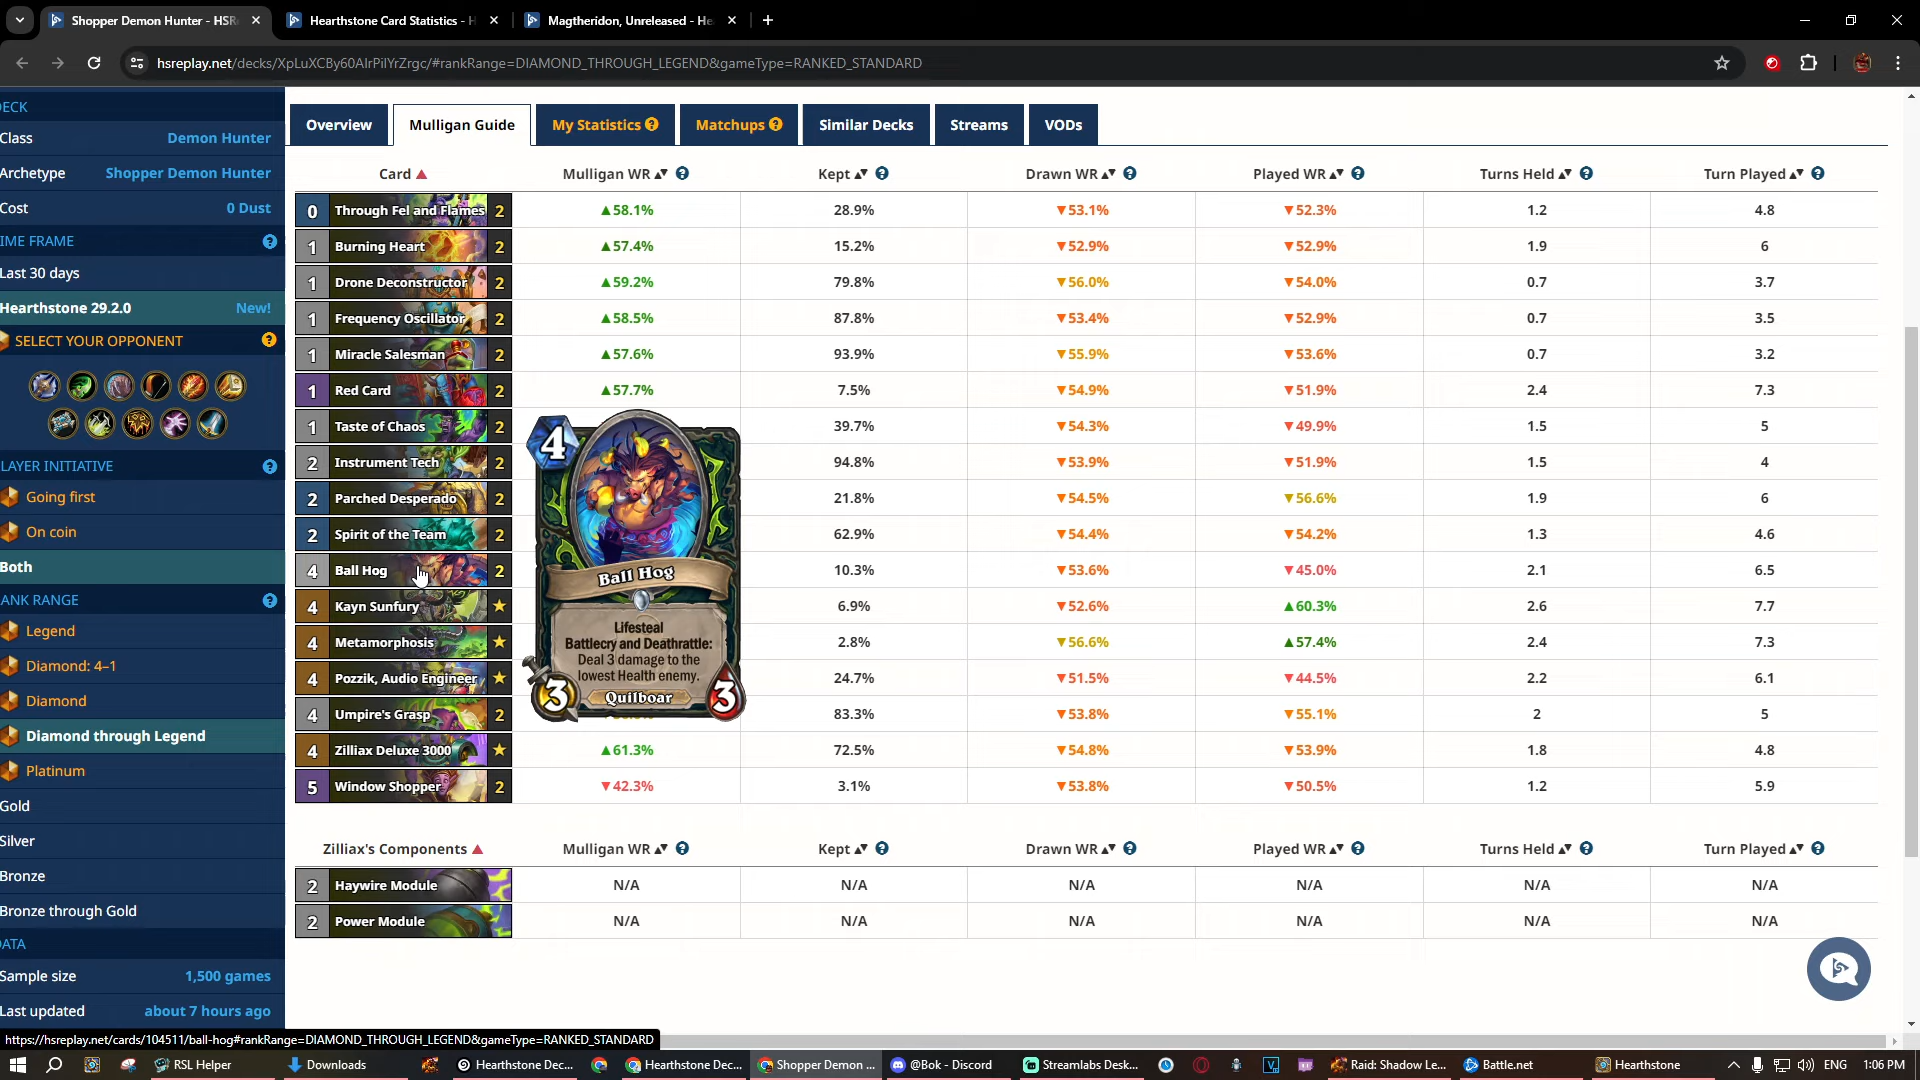 Shopper Demon Hunter - HSR
Hearthstone Card Statistics - H
Magtheridon, Unreleased - He
hsreplay.net/decks/XpLuXCBy60AIrPilYrZrgc/#rankRange=DIAMOND_THROUGH_LEGEND&gameType=RANKED_STANDARD
ECK
Class Demon Hunter
Archetype Shopper Demon Hunter
Cost 0 Dust
IME FRAME
Last 30 days
Hearthstone 29.2.0 New!
SELECT YOUR OPPONENT
LAYER INITIATIVE
Going first
On coin
Both
ANK RANGE
Legend
Diamond: 4–1
Diamond
Diamond through Legend
Platinum
Gold
Silver
Bronze
Bronze through Gold
ATA
Sample size 1,500 games
Last updated about 7 hours ago
Overview Mulligan Guide My Statistics Matchups Similar Decks Streams VODs
Card Mulligan WR Kept Drawn WR Played WR Turns Held Turn Played
0 Through Fel and Flames 2 ▲58.1% 28.9% ▼53.1% ▼52.3% 1.2 4.8
1 Burning Heart 2 ▲57.4% 15.2% ▼52.9% ▼52.9% 1.9 6
1 Drone Deconstructor 2 ▲59.2% 79.8% ▼56.0% ▼54.0% 0.7 3.7
1 Frequency Oscillator 2 ▲58.5% 87.8% ▼53.4% ▼52.9% 0.7 3.5
1 Miracle Salesman 2 ▲57.6% 93.9% ▼55.9% ▼53.6% 0.7 3.2
1 Red Card 2 ▲57.7% 7.5% ▼54.9% ▼51.9% 2.4 7.3
1 Taste of Chaos 2 39.7% ▼54.3% ▼49.9% 1.5 5
2 Instrument Tech 2 94.8% ▼53.9% ▼51.9% 1.5 4
2 Parched Desperado 2 21.8% ▼54.5% ▼56.6% 1.9 6
2 Spirit of the Team 2 62.9% ▼54.4% ▼54.2% 1.3 4.6
4 Ball Hog 2 10.3% ▼53.6% ▼45.0% 2.1 6.5
4 Kayn Sunfury ★ 6.9% ▼52.6% ▲60.3% 2.6 7.7
4 Metamorphosis ★ 2.8% ▼56.6% ▲57.4% 2.4 7.3
4 Pozzik, Audio Engineer ★ 24.7% ▼51.5% ▼44.5% 2.2 6.1
4 Umpire's Grasp 2 83.3% ▼53.8% ▼55.1% 2 5
4 Zilliax Deluxe 3000 ★ ▲61.3% 72.5% ▼54.8% ▼53.9% 1.8 4.8
5 Window Shopper 2 ▼42.3% 3.1% ▼53.8% ▼50.5% 1.2 5.9
4
Ball Hog
Lifesteal
Battlecry and Deathrattle:
Deal 3 damage to the
lowest Health enemy.
3 Quilboar 3
Zilliax's Components Mulligan WR Kept Drawn WR Played WR Turns Held Turn Played
2 Haywire Module N/A N/A N/A N/A N/A N/A
2 Power Module N/A N/A N/A N/A N/A N/A
https://hsreplay.net/cards/104511/ball-hog#rankRange=DIAMOND_THROUGH_LEGEND&gameType=RANKED_STANDARD
RSL Helper Downloads Hearthstone Dec... Hearthstone Dec... Shopper Demon ... @Bok - Discord Streamlabs Desk... Raid: Shadow Le... Battle.net Hearthstone ENG 1:06 PM